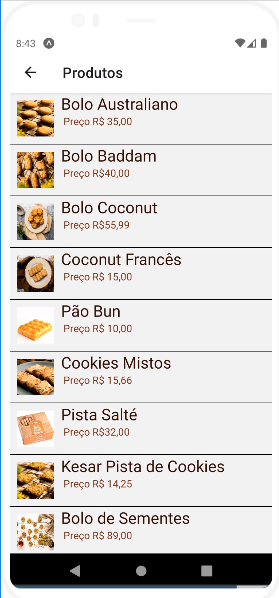 8:43
Produtos
Bolo Australiano
Preço R$ 35,00
Bolo Baddam
Preço R$40,00
Bolo Coconut
Preço R$55,99
Coconut Francês
Preço R$ 15,00
Pão Bun
Preço R$ 10,00
Cookies Mistos
Preço R$ 15,66
Pista Salté
Preço R$32,00
Kesar Pista de Cookies
Preço R$ 14,25
Bolo de Sementes
Preço R$ 89,00